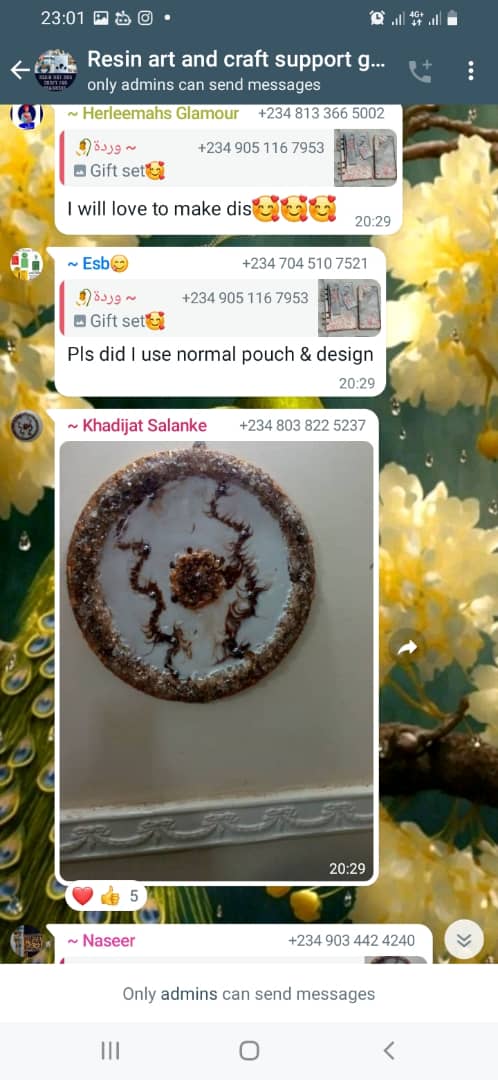 23:01
4G+
Resin art and craft support g...
only admins can send messages
~ Herleemahs Glamour +234 813 366 5002
~ وردة🧏 +234 905 116 7953
Gift set🥰
I will love to make dis🥰🥰🥰
20:29
~ Esb😋 +234 704 510 7521
~ وردة🧏 +234 905 116 7953
Gift set🥰
Pls did I use normal pouch & design
20:29
~ Khadijat Salanke +234 803 822 5237
20:29
❤️ 👍 5
~ Naseer +234 903 442 4240
Only admins can send messages